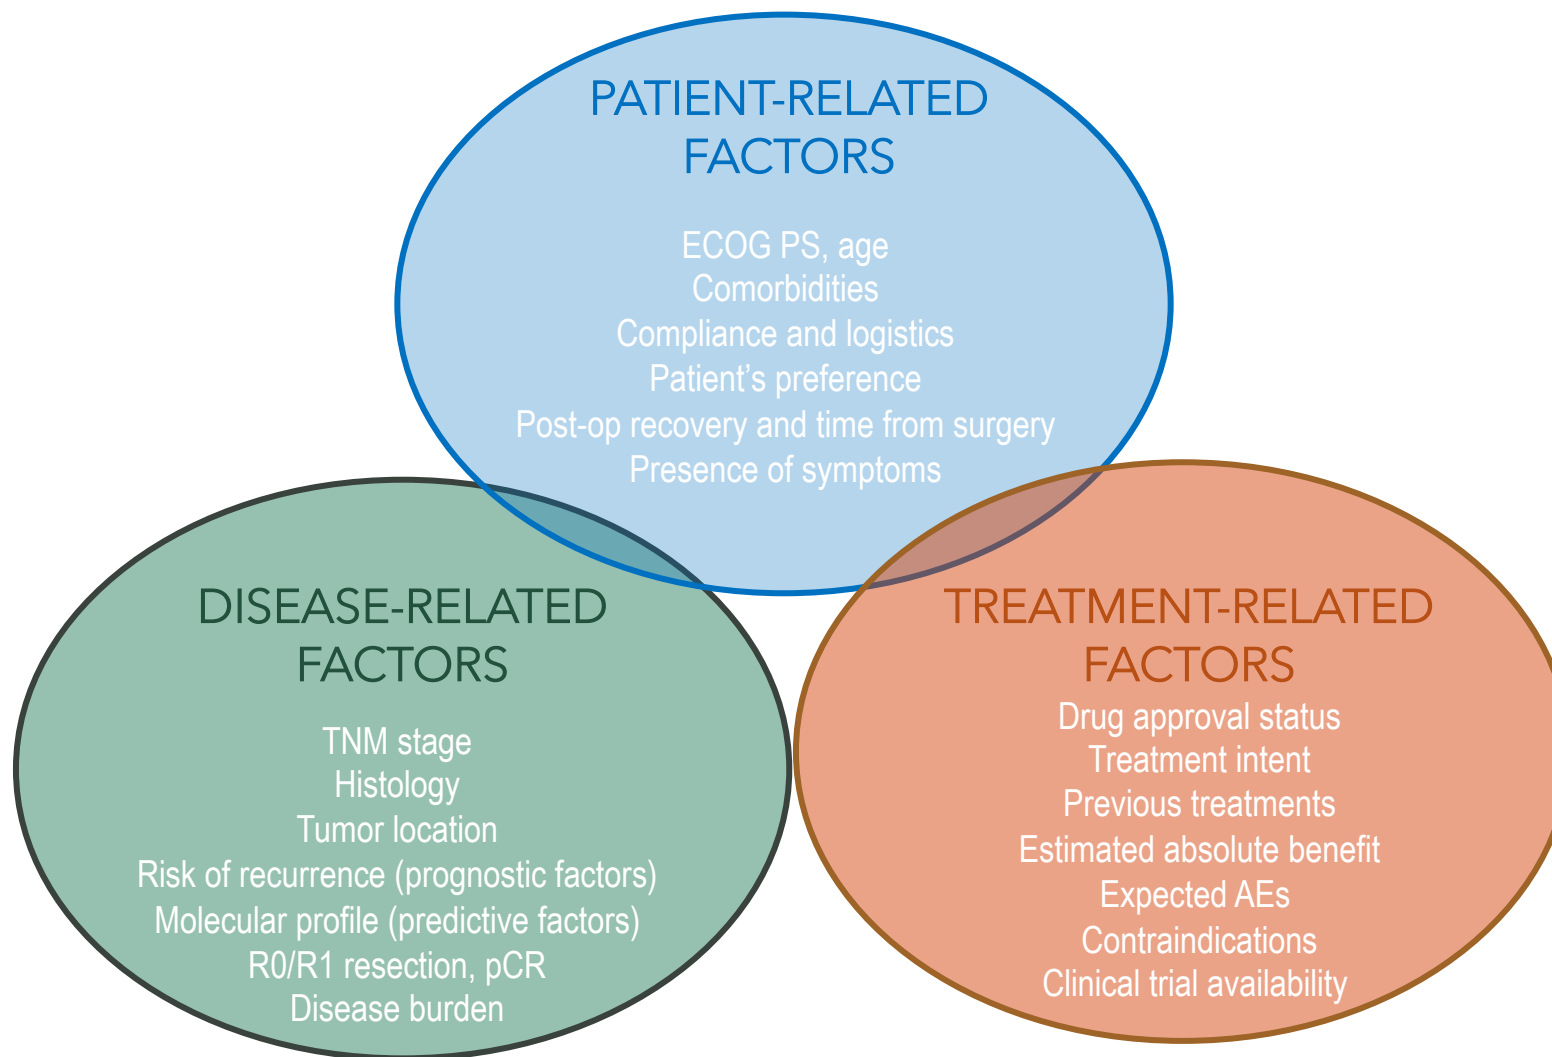 PATIENT-RELATED
FACTORS
ECOG PS, age
Comorbidities
Compliance and logistics
Patient’s preference
Post-op recovery and time from surgery
Presence of symptoms
DISEASE-RELATED
FACTORS
TNM stage
Histology
Tumor location
Risk of recurrence (prognostic factors)
Molecular profile (predictive factors)
R0/R1 resection, pCR
Disease burden
TREATMENT-RELATED
FACTORS
Drug approval status
Treatment intent
Previous treatments
Estimated absolute benefit
Expected AEs
Contraindications
Clinical trial availability